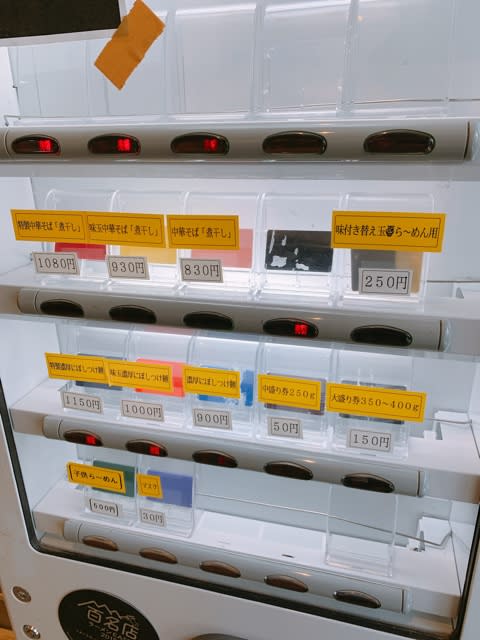 特製中華そば「煮干し」
味玉中華そば「煮干し」
中華そば「煮干し」
味付き替え玉 ら～めん用
1080円
930円
830円
250円
特製濃厚にぼしつけ麺
味玉濃厚にぼしつけ麺
濃厚にぼしつけ麺
中盛り券250g
大盛り券350～400g
1150円
1000円
900円
50円
150円
子供ら～めん
マスク
500円
30円
百名店